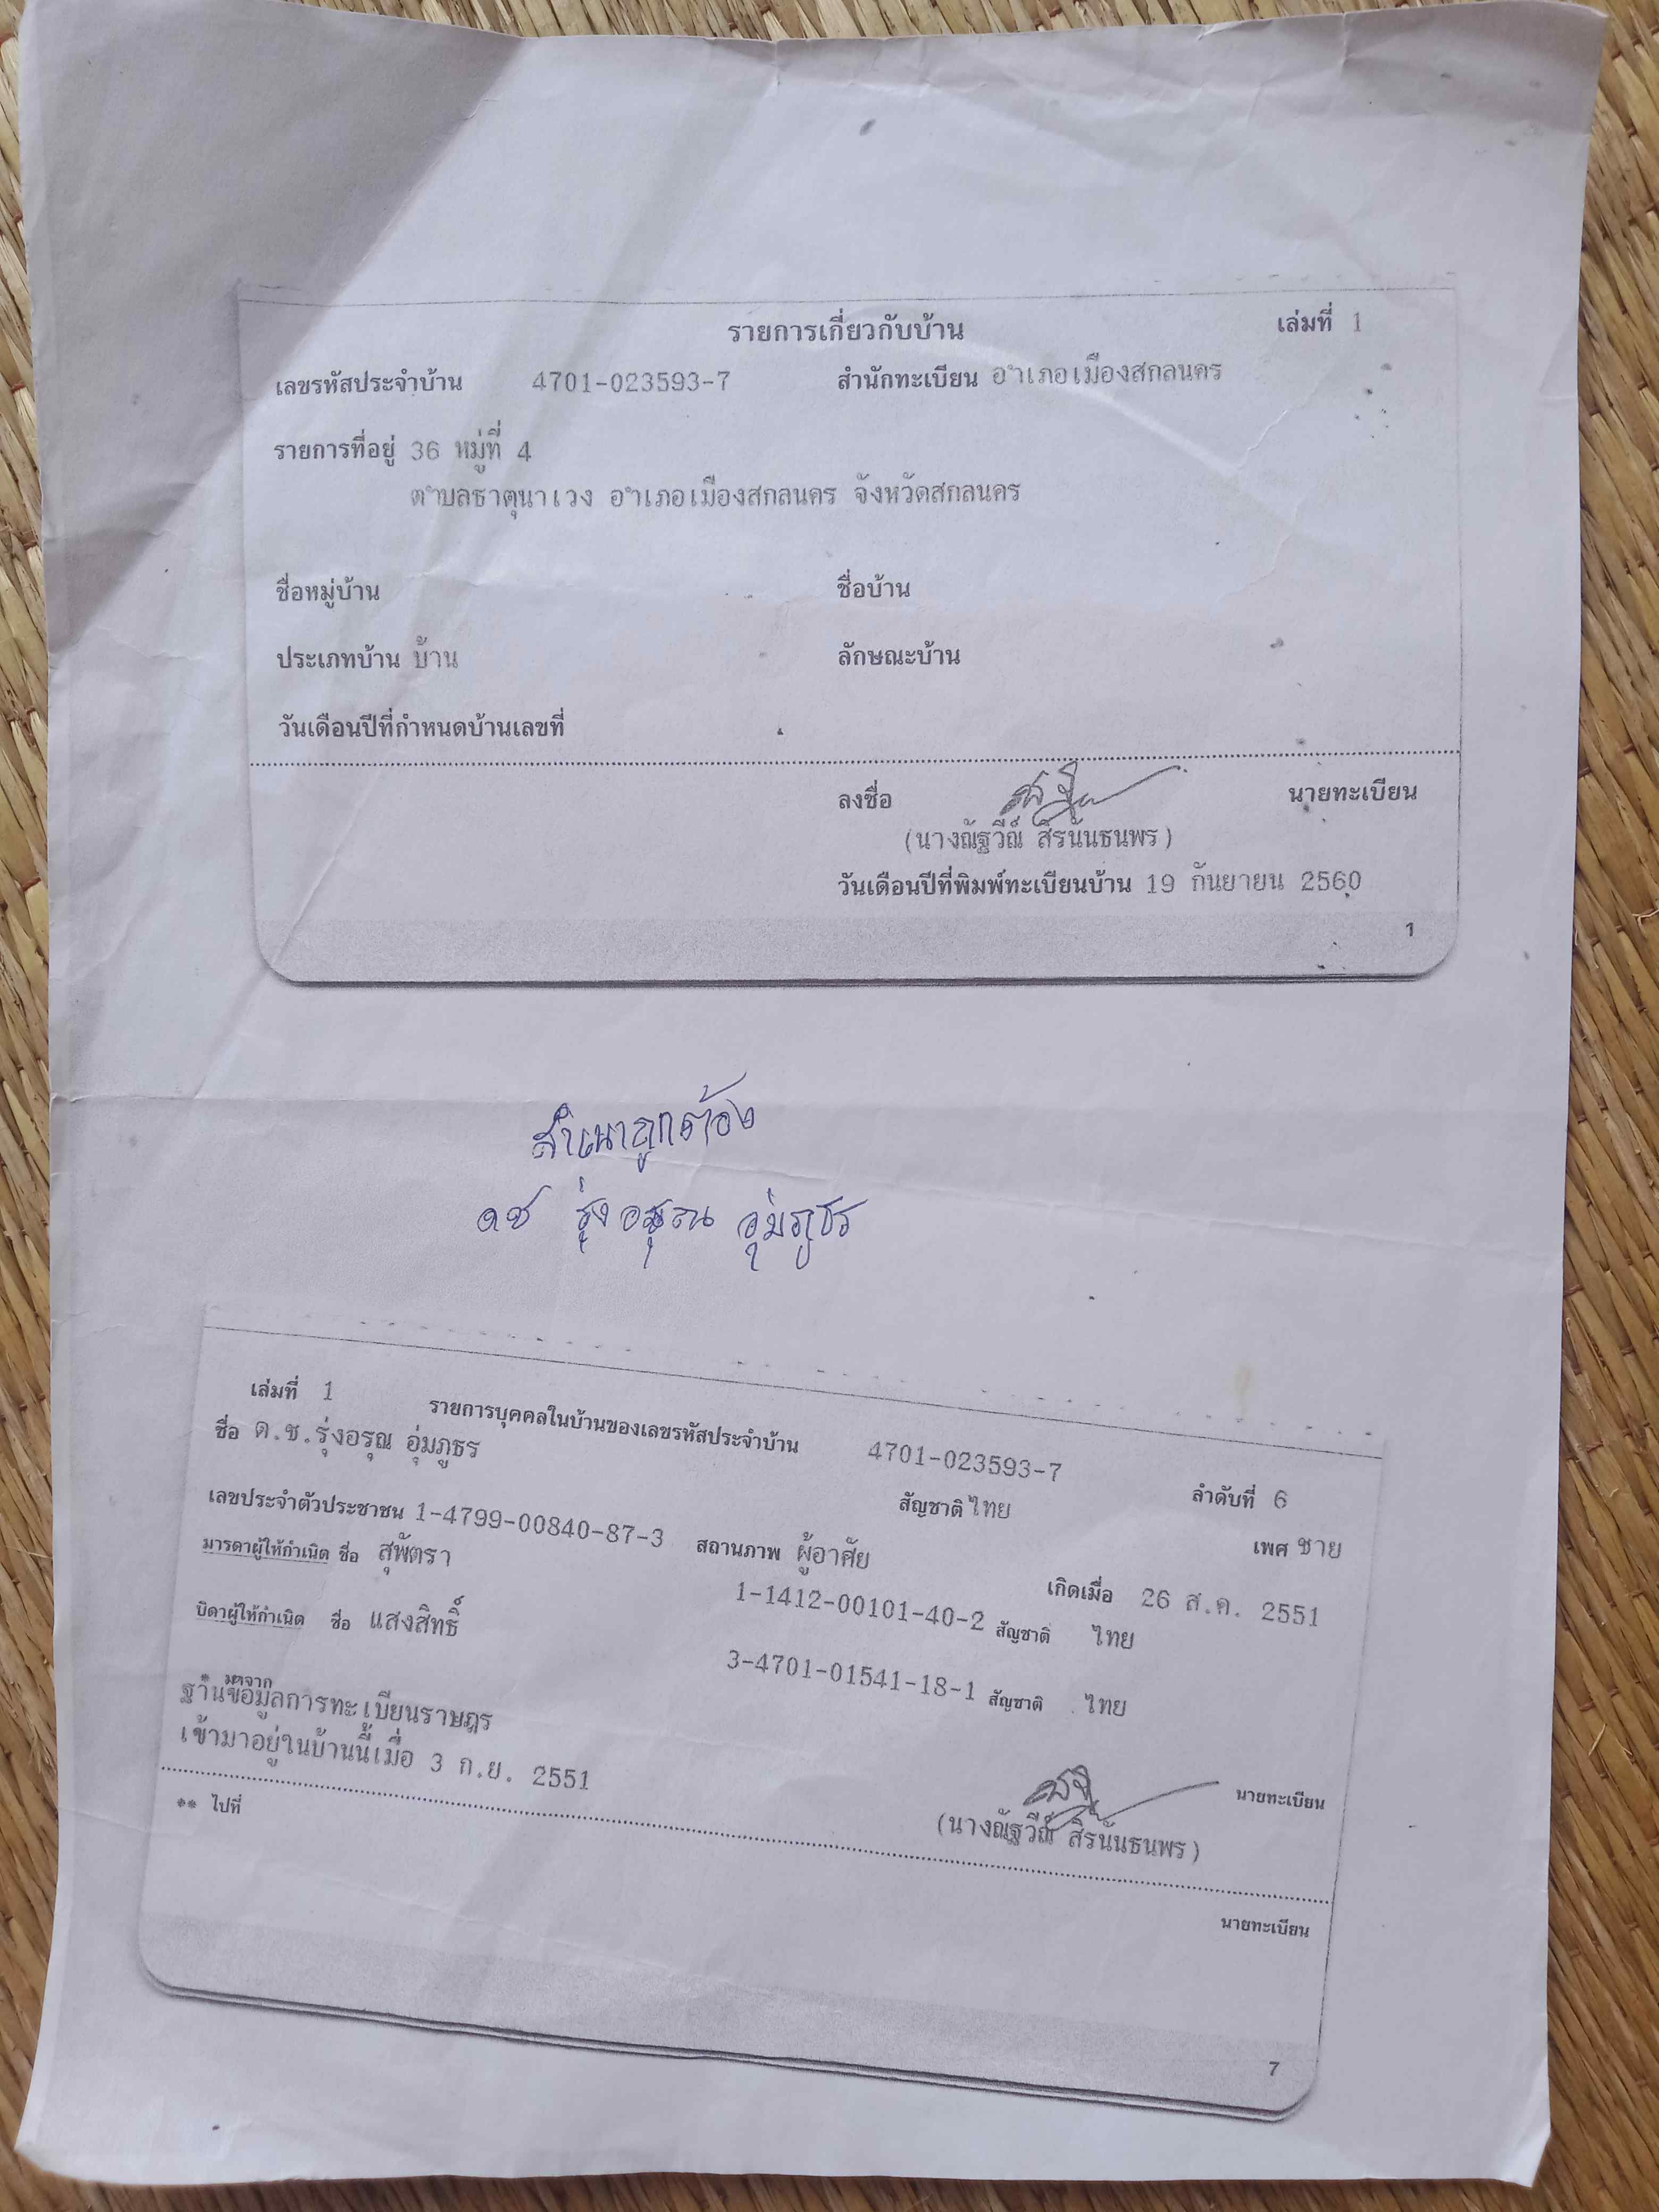 รายการเกี่ยวกับบ้าน เล่มที่ 1
เลขรหัสประจำบ้าน 4701-023593-7 สำนักทะเบียน อำเภอเมืองสกลนคร
รายการที่อยู่ 36 หมู่ที่ 4
ตำบลธาตุนาเวง อำเภอเมืองสกลนคร จังหวัดสกลนคร
ชื่อหมู่บ้าน ชื่อบ้าน
ประเภทบ้าน บ้าน ลักษณะบ้าน
วันเดือนปีที่กำหนดบ้านเลขที่
ลงชื่อ นายทะเบียน
(นางณัฐวีณ์ สิรนันธนพร)
วันเดือนปีที่พิมพ์ทะเบียนบ้าน 19 กันยายน 2560
1
สำเนาถูกต้อง
ดช รุ่งอรุณ อุ่มภูธร
เล่มที่ 1 รายการบุคคลในบ้านของเลขรหัสประจำบ้าน 4701-023593-7 ลำดับที่ 6
ชื่อ ด.ช.รุ่งอรุณ อุ่มภูธร สัญชาติ ไทย เพศ ชาย
เลขประจำตัวประชาชน 1-4799-00840-87-3 สถานภาพ ผู้อาศัย เกิดเมื่อ 26 ส.ค. 2551
มารดาผู้ให้กำเนิด ชื่อ สุพัตรา 1-1412-00101-40-2 สัญชาติ ไทย
บิดาผู้ให้กำเนิด ชื่อ แสงสิทธิ์ 3-4701-01541-18-1 สัญชาติ ไทย
* มาจาก
ฐานข้อมูลการทะเบียนราษฎร
เข้ามาอยู่ในบ้านนี้เมื่อ 3 ก.ย. 2551 นายทะเบียน
(นางณัฐวีณ์ สิรนันธนพร)
** ไปที่
นายทะเบียน
7